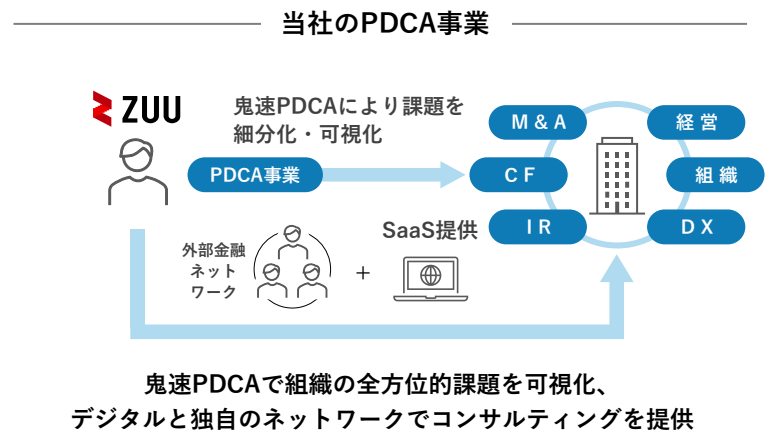 当社のPDCA事業
ZUU
鬼速PDCAにより課題を
細分化・可視化
PDCA事業
M & A
経 営
C F
組 織
I R
D X
外部金融
ネット
ワーク
+
SaaS提供
鬼速PDCAで組織の全方位的課題を可視化、
デジタルと独自のネットワークでコンサルティングを提供